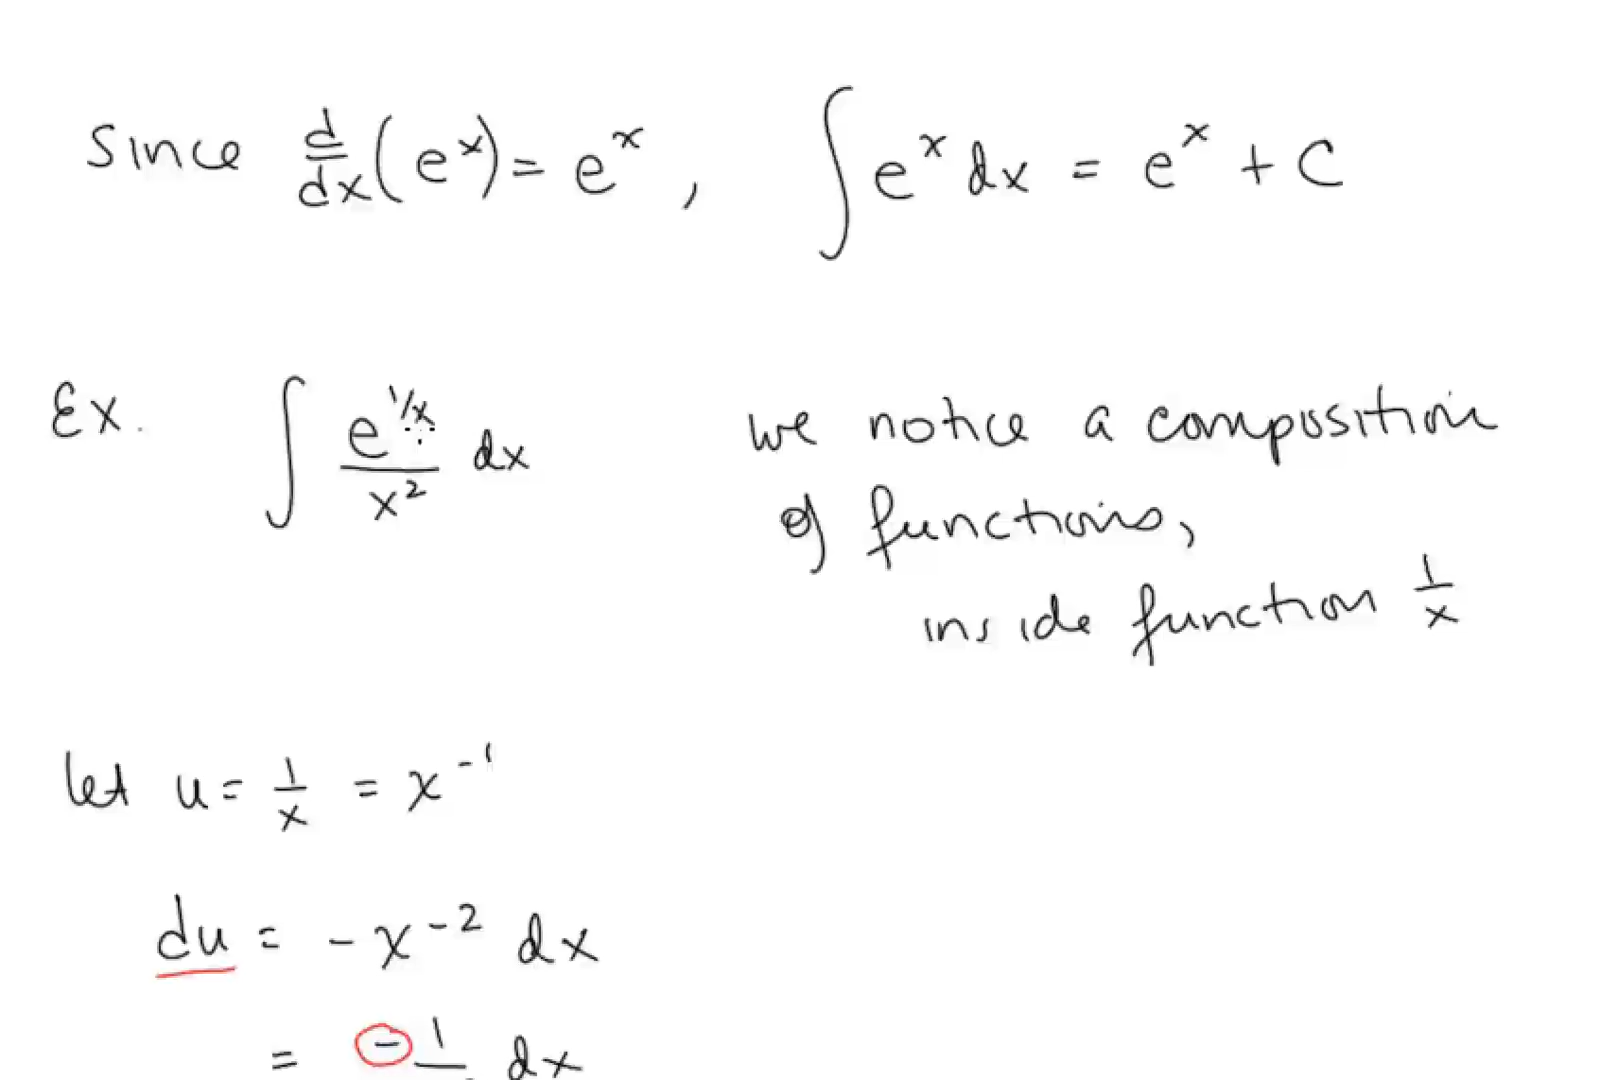 Since d/dx(e^x) = e^x, ∫e^x dx = e^x + C
Ex. ∫ e^(1/x)/x^2 dx
we notice a composition
of functions,
inside function 1/x
let u = 1/x = x^-1
du = -x^-2 dx
= - 1/ dx